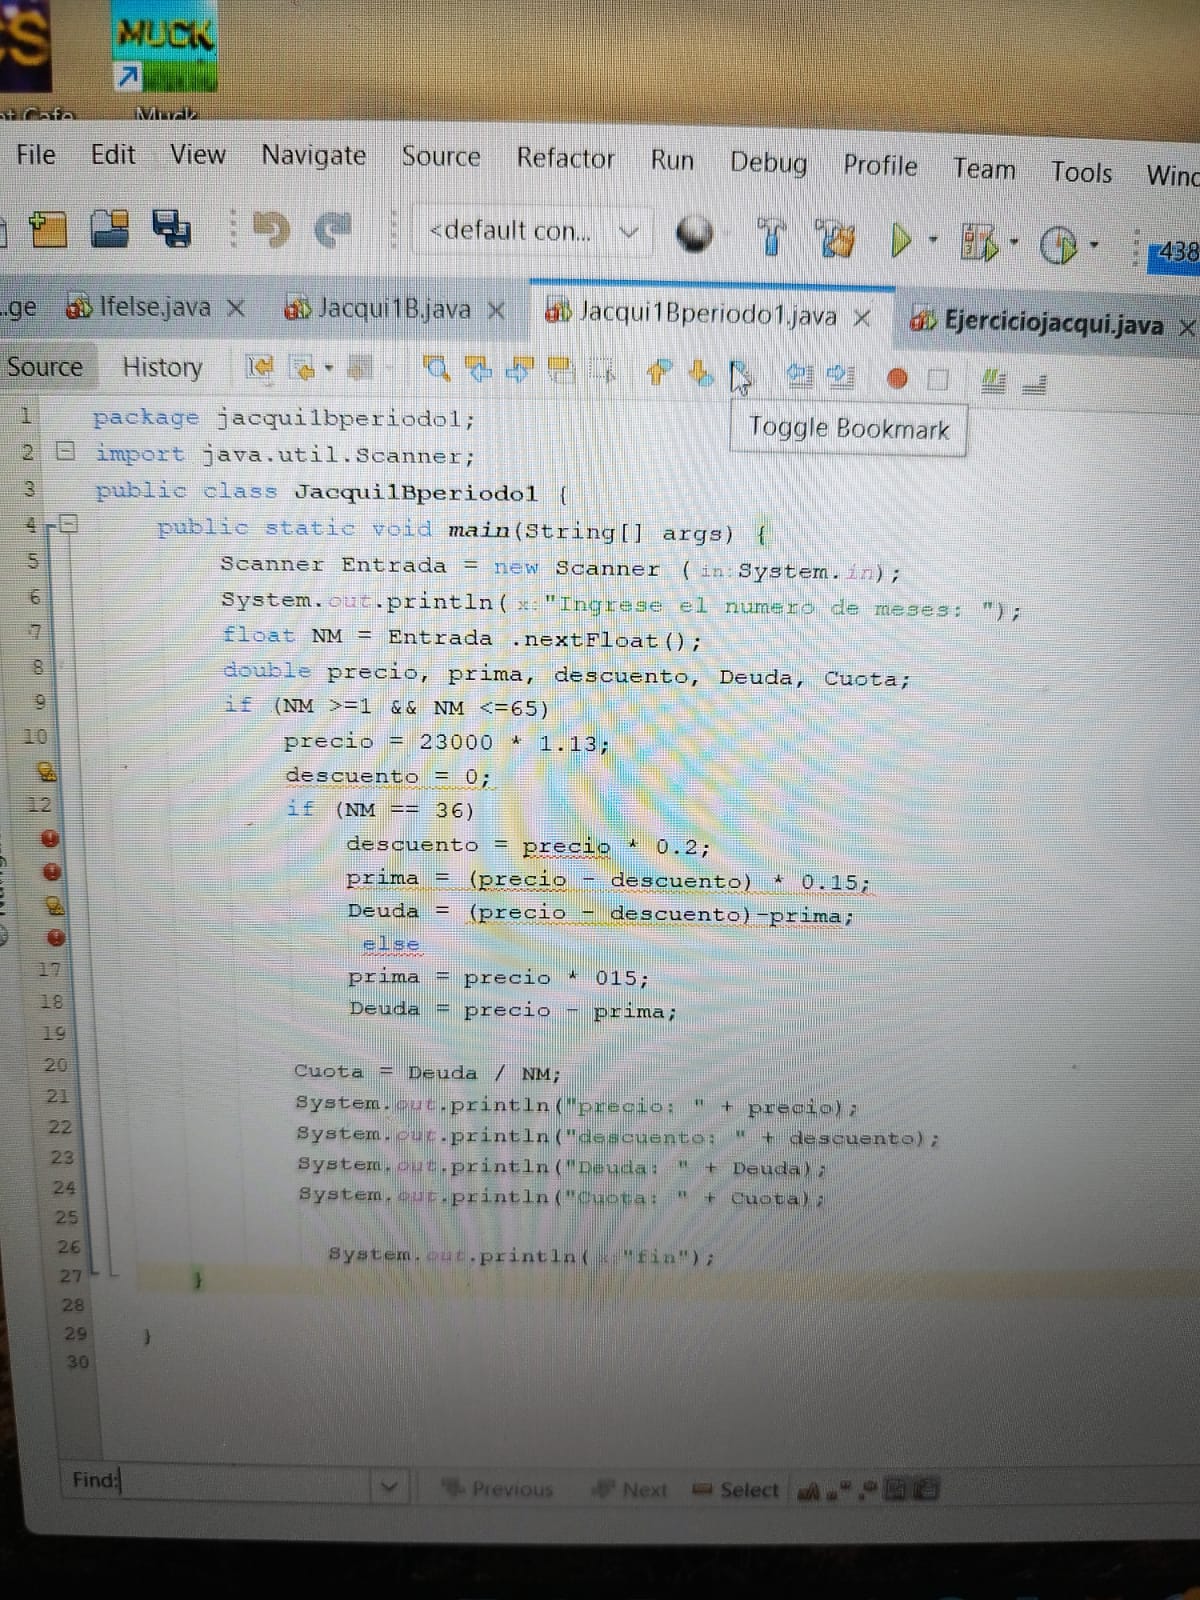 MUCK
Muck
File Edit View Navigate Source Refactor Run Debug Profile Team Tools
<default con...
438
..ge Ifelse.java Jacqui1B.java Jacqui1Bperiodo1.java Ejerciciojacqui.java
Source History
Toggle Bookmark
1 package jacqui1bperiodo1;
2 import java.util.Scanner;
3 public class Jacqui1Bperiodo1 {
4 public static void main(String[] args) {
5 Scanner Entrada = new Scanner ( in:System.in);
6 System.out.println( x:"Ingrese el numero de meses: ");
7 float NM = Entrada .nextFloat();
8 double precio, prima, descuento, Deuda, Cuota;
9 if (NM >=1 && NM <=65)
10 precio = 23000 * 1.13;
descuento = 0;
12 if (NM == 36)
descuento = precio * 0.2;
prima = (precio - descuento) * 0.15;
Deuda = (precio - descuento)-prima;
else
17 prima = precio * 015;
18 Deuda = precio - prima;
19
20 Cuota = Deuda / NM;
21 System.out.println("precio: " + precio);
22 System.out.println("descuento: " + descuento);
23 System.out.println("Deuda: " + Deuda);
24 System.out.println("Cuota: " + Cuota);
25
26 System.out.println( x:"fin");
27 }
28
29 }
30
Find: Previous Next Select